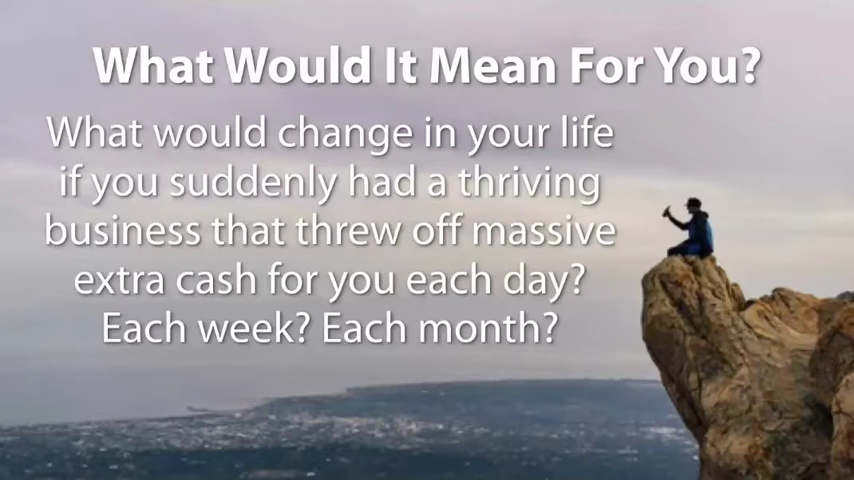 What Would It Mean For You?
What would change in your life
if you suddenly had a thriving
business that threw off massive
extra cash for you each day?
Each week? Each month?